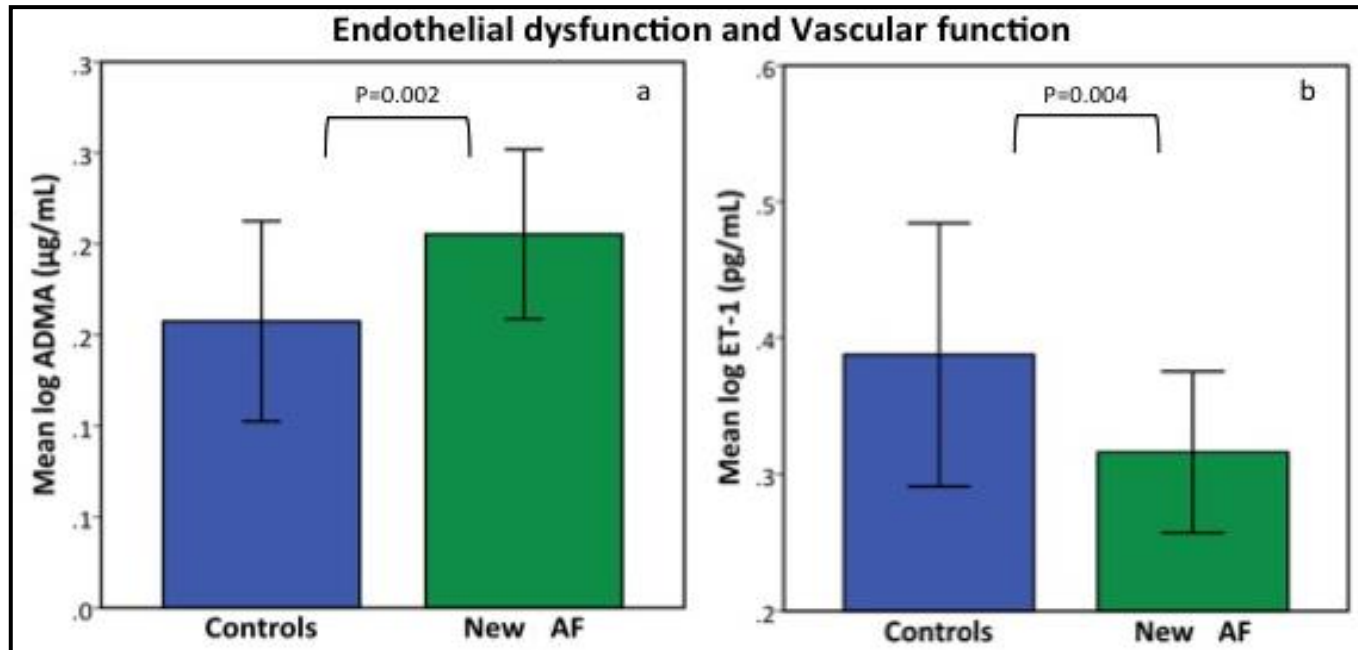 Endothelial dysfunction and Vascular function
.3
.3
.2
.2
.1
.1
.0
Mean log ADMA (µg/mL)
P=0.002
a
Controls
New AF
.6
.5
.4
.3
.2
Mean log ET-1 (pg/mL)
P=0.004
b
Controls
New AF